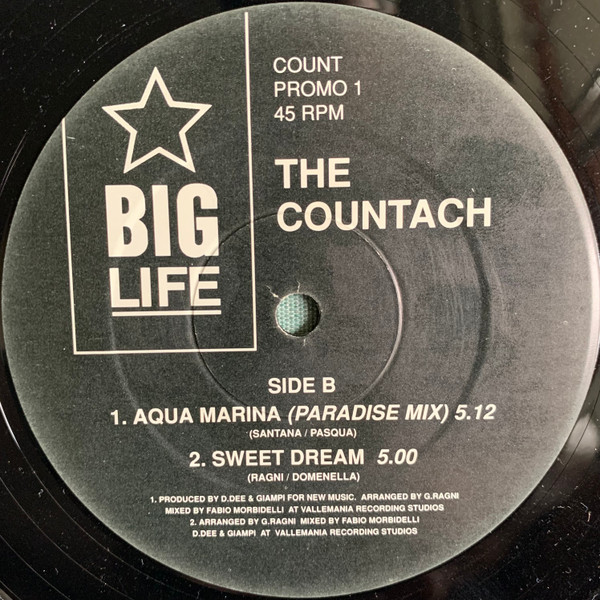 BIG
LIFE
COUNT
PROMO 1
45 RPM
THE
COUNTACH
SIDE B
1. AQUA MARINA (PARADISE MIX) 5.12
(SANTANA / PASQUA)
2. SWEET DREAM 5.00
(RAGNI / DOMENELLA)
1. PRODUCED BY D.DEE & GIAMPI FOR NEW MUSIC. ARRANGED BY G.RAGNI
MIXED BY FABIO MORBIDELLI AT VALLEMANIA RECORDING STUDIOS
2. ARRANGED BY G.RAGNI MIXED BY FABIO MORBIDELLI
D.DEE & GIAMPI AT VALLEMANIA RECORDING STUDIOS